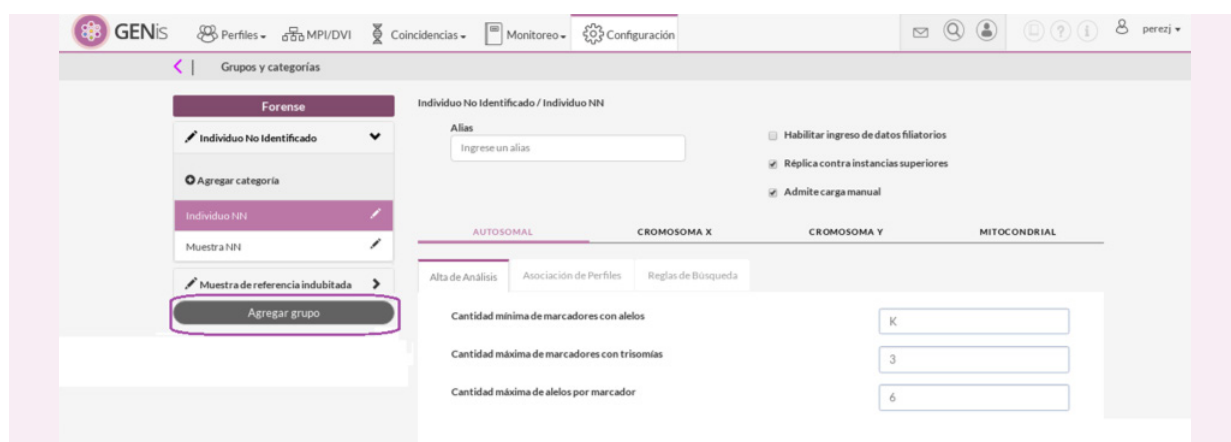 GENis Perfiles MPI/DVI Coincidencias Monitoreo Configuración perezj
Grupos y categorías
Forense
Individuo No Identificado
Agregar categoría
Individuo NN
Muestra NN
Muestra de referencia indubitada
Agregar grupo
Individuo No Identificado / Individuo NN
Alias
Ingrese un alias
Habilitar ingreso de datos filiatorios
Réplica contra instancias superiores
Admite carga manual
AUTOSOMAL CROMOSOMA X CROMOSOMA Y MITOCONDRIAL
Alta de Análisis Asociación de Perfiles Reglas de Búsqueda
Cantidad mínima de marcadores con alelos K
Cantidad máxima de marcadores con trisomías 3
Cantidad máxima de alelos por marcador 6